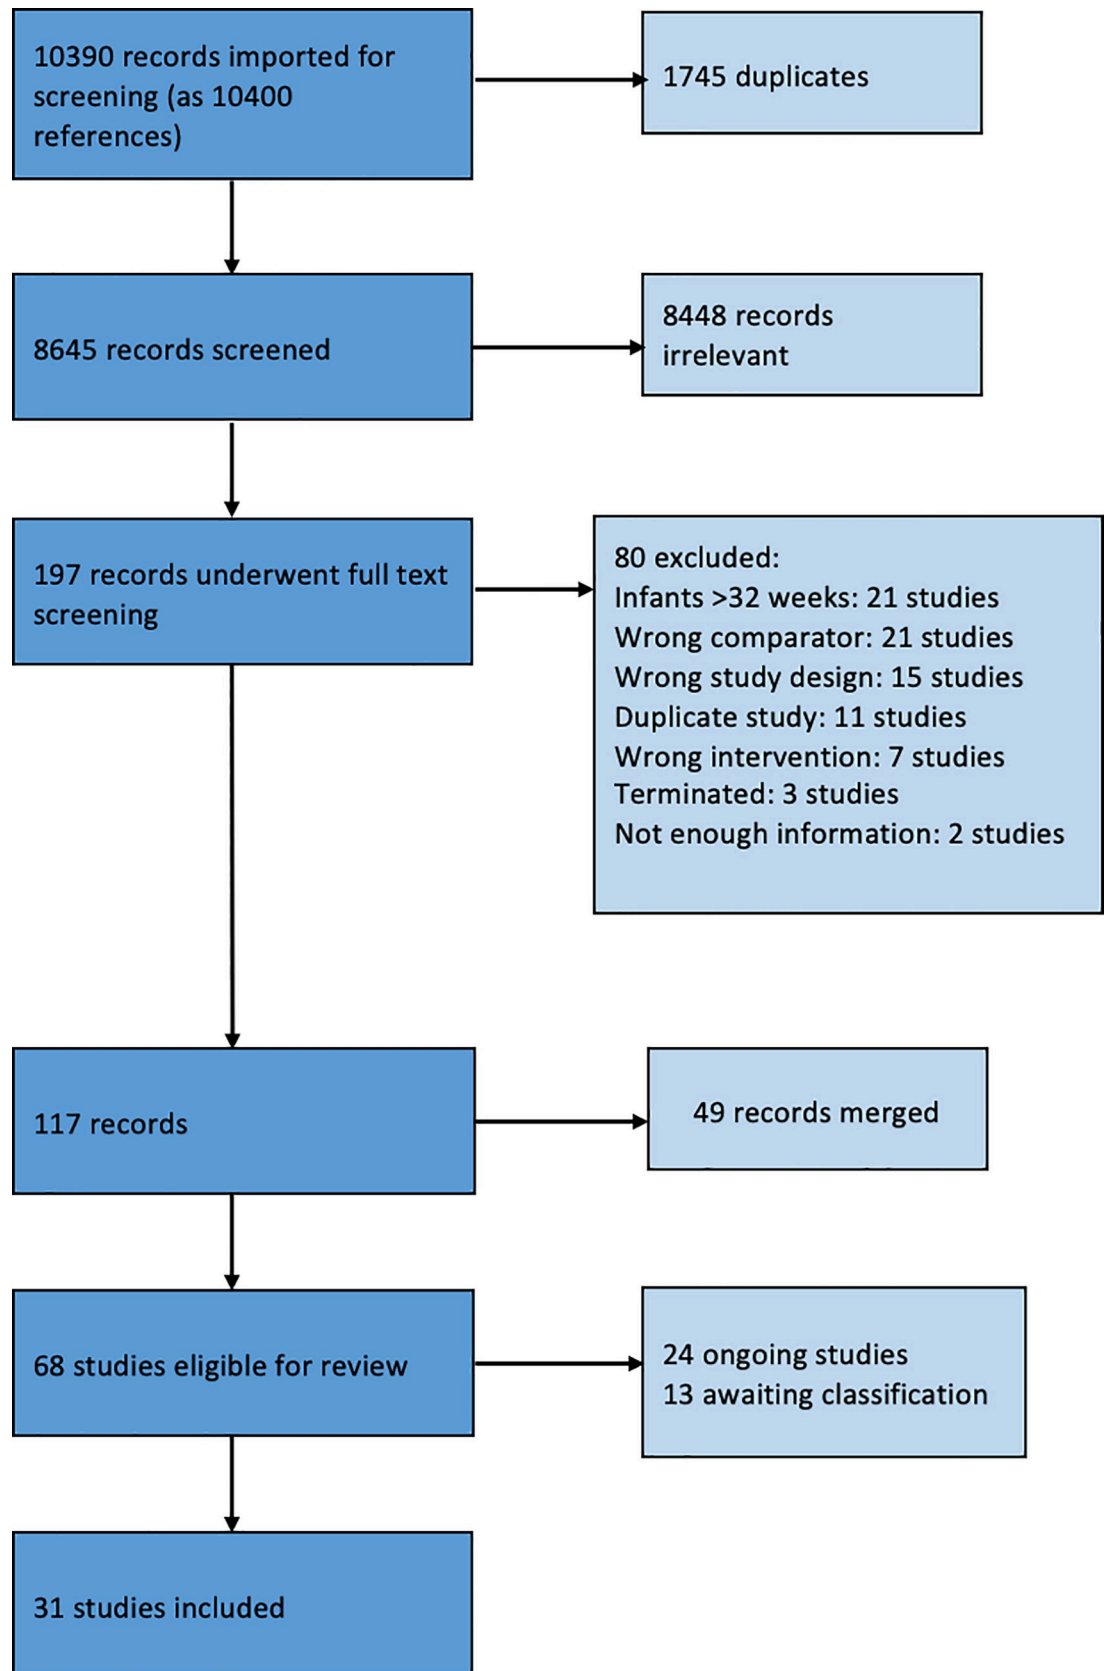 10390 records imported for
screening (as 10400
references)
1745 duplicates
8645 records screened
8448 records
irrelevant
197 records underwent full text
screening
80 excluded:
Infants >32 weeks: 21 studies
Wrong comparator: 21 studies
Wrong study design: 15 studies
Duplicate study: 11 studies
Wrong intervention: 7 studies
Terminated: 3 studies
Not enough information: 2 studies
117 records
49 records merged
68 studies eligible for review
24 ongoing studies
13 awaiting classification
31 studies included